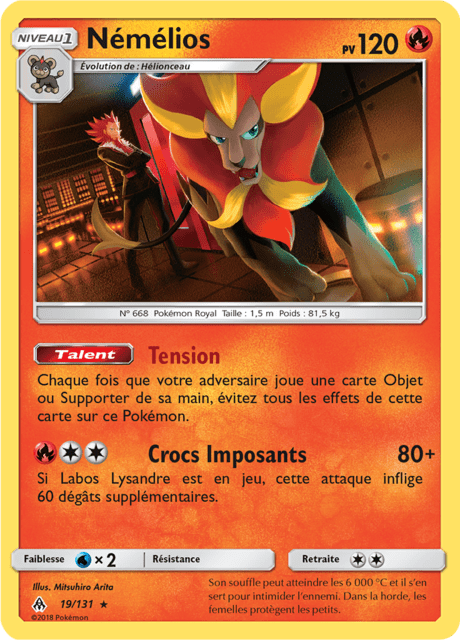 NIVEAU 1
Némélios
PV 120
Évolution de : Hélionceau
N° 668 Pokémon Royal Taille : 1,5 m Poids : 81,5 kg
Talent Tension
Chaque fois que votre adversaire joue une carte Objet
ou Supporter de sa main, évitez tous les effets de cette
carte sur ce Pokémon.
Crocs Imposants 80+
Si Labos Lysandre est en jeu, cette attaque inflige
60 dégâts supplémentaires.
Faiblesse × 2 Résistance Retraite
Illus. Mitsuhiro Arita
19/131 ★
©2018 Pokémon
Son souffle peut atteindre les 6 000 °C et il s'en
sert pour intimider l'ennemi. Dans la horde, les
femelles protègent les petits.